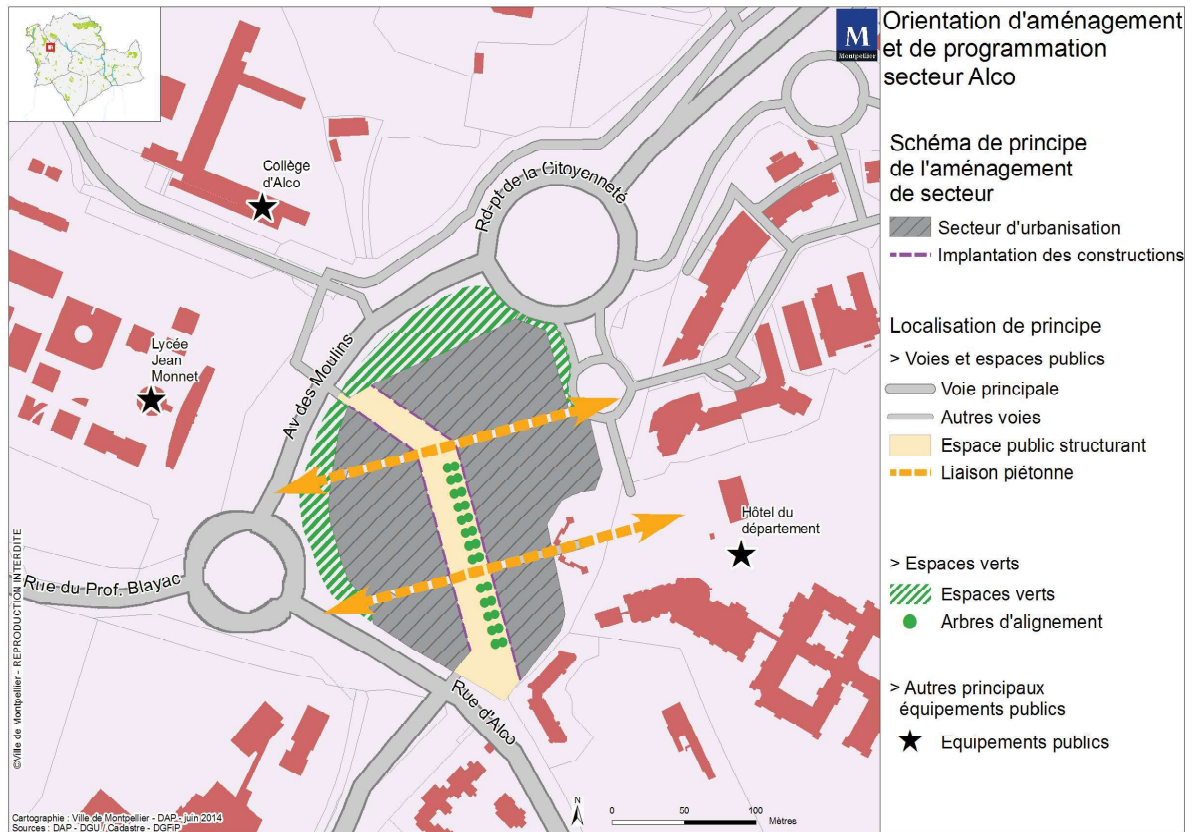 M
Montpellier
Orientation d'aménagement
et de programmation
secteur Alco
Schéma de principe
de l'aménagement
de secteur
Secteur d'urbanisation
Implantation des constructions
Localisation de principe
> Voies et espaces publics
Voie principale
Autres voies
Espace public structurant
Liaison piétonne
> Espaces verts
Espaces verts
Arbres d'alignement
> Autres principaux
équipements publics
Equipements publics
Collège
d'Alco
Rd-pt de la Citoyenneté
Lycée
Jean
Monnet
Av des Moulins
Hôtel du
département
Rue du Prof. Blayac
Rue d'Alco
©Ville de Montpellier - REPRODUCTION INTERDITE
Cartographie : Ville de Montpellier - DAP - juin 2014
Sources : DAP - DGU / Cadastre - DGFiP
N
0 50 100
Mètres